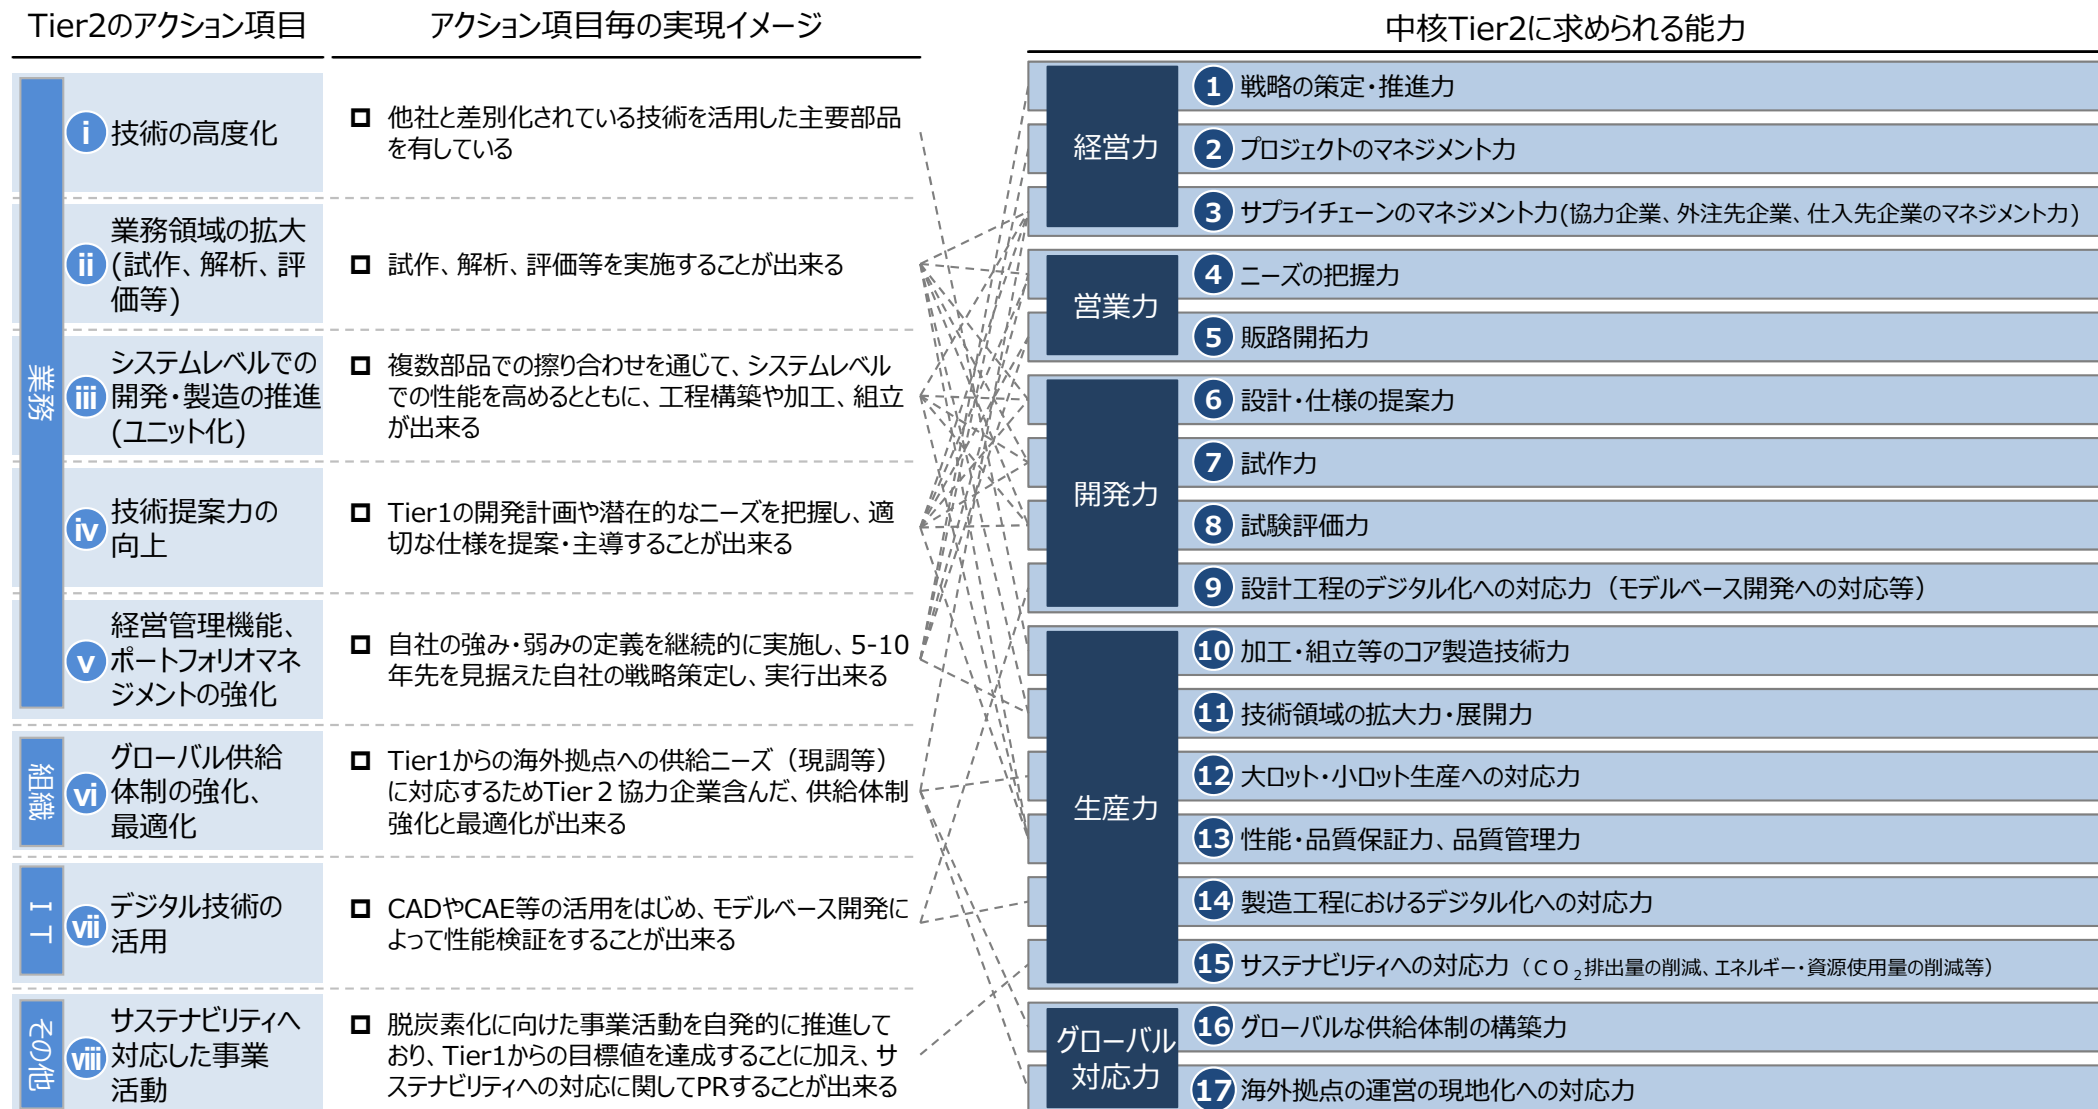 Tier2のアクション項目
アクション項目毎の実現イメージ
中核Tier2に求められる能力
業務
i 技術の高度化
❑ 他社と差別化されている技術を活用した主要部品
を有している
ii 業務領域の拡大
(試作、解析、評
価等)
❑ 試作、解析、評価等を実施することが出来る
iii システムレベルでの
開発・製造の推進
(ユニット化)
❑ 複数部品での擦り合わせを通じて、システムレベル
での性能を高めるとともに、工程構築や加工、組立
が出来る
iv 技術提案力の
向上
❑ Tier1の開発計画や潜在的なニーズを把握し、適
切な仕様を提案・主導することが出来る
v 経営管理機能、
ポートフォリオマネ
ジメントの強化
❑ 自社の強み・弱みの定義を継続的に実施し、5-10
年先を見据えた自社の戦略策定し、実行出来る
組織
vi グローバル供給
体制の強化、
最適化
❑ Tier1からの海外拠点への供給ニーズ（現調等）
に対応するためTier２協力企業含んだ、供給体制
強化と最適化が出来る
IT
vii デジタル技術の
活用
❑ CADやCAE等の活用をはじめ、モデルベース開発に
よって性能検証をすることが出来る
その他
viii サステナビリティへ
対応した事業
活動
❑ 脱炭素化に向けた事業活動を自発的に推進して
おり、Tier1からの目標値を達成することに加え、サ
ステナビリティへの対応に関してPRすることが出来る
経営力
1 戦略の策定・推進力
2 プロジェクトのマネジメント力
3 サプライチェーンのマネジメント力(協力企業、外注先企業、仕入先企業のマネジメント力)
営業力
4 ニーズの把握力
5 販路開拓力
開発力
6 設計・仕様の提案力
7 試作力
8 試験評価力
9 設計工程のデジタル化への対応力（モデルベース開発への対応等）
生産力
10 加工・組立等のコア製造技術力
11 技術領域の拡大力・展開力
12 大ロット・小ロット生産への対応力
13 性能・品質保証力、品質管理力
14 製造工程におけるデジタル化への対応力
15 サステナビリティへの対応力（ＣＯ₂排出量の削減、エネルギー・資源使用量の削減等）
グローバル
対応力
16 グローバルな供給体制の構築力
17 海外拠点の運営の現地化への対応力